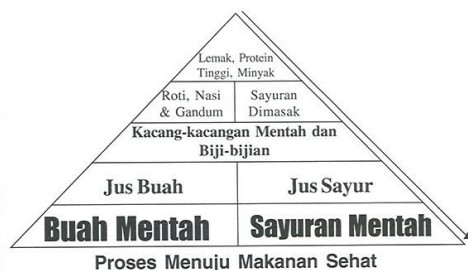 Lemak, Protein
Tinggi, Minyak
Roti, Nasi
& Gandum
Sayuran
Dimasak
Kacang-kacangan Mentah dan
Biji-bijian
Jus Buah
Jus Sayur
Buah Mentah
Sayuran Mentah
Proses Menuju Makanan Sehat